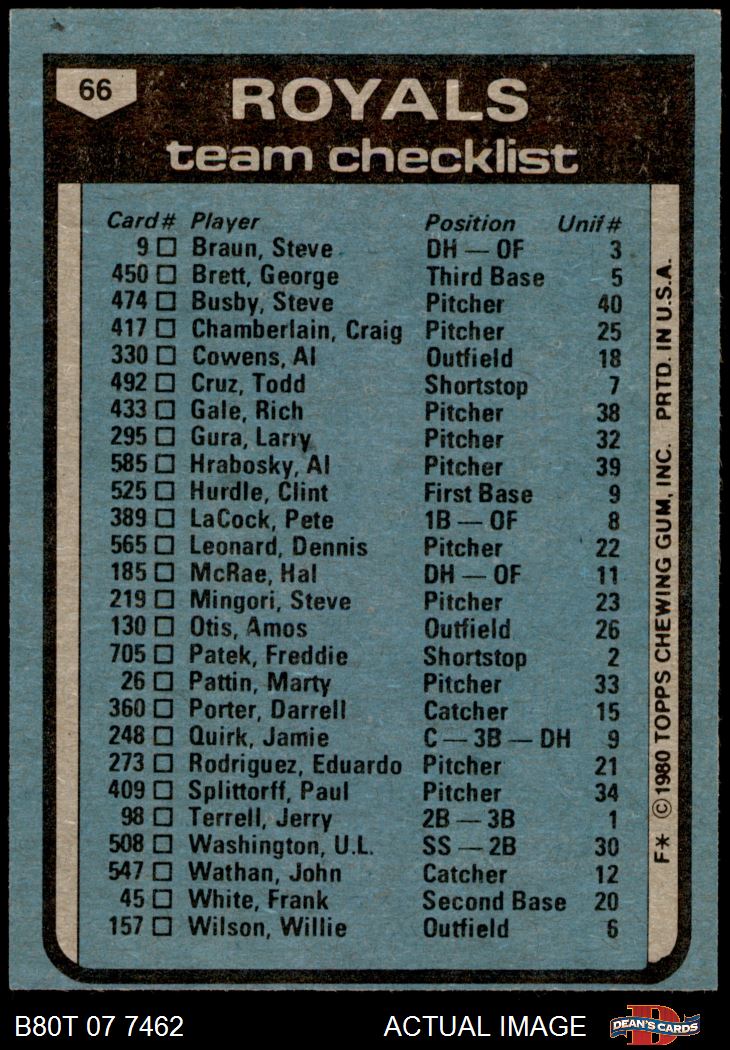 66
ROYALS
team checklist
Card # Player Position Unif #
9 Braun, Steve DH — OF 3
450 Brett, George Third Base 5
474 Busby, Steve Pitcher 40
417 Chamberlain, Craig Pitcher 25
330 Cowens, Al Outfield 18
492 Cruz, Todd Shortstop 7
433 Gale, Rich Pitcher 38
295 Gura, Larry Pitcher 32
585 Hrabosky, Al Pitcher 39
525 Hurdle, Clint First Base 9
389 LaCock, Pete 1B — OF 8
565 Leonard, Dennis Pitcher 22
185 McRae, Hal DH — OF 11
219 Mingori, Steve Pitcher 23
130 Otis, Amos Outfield 26
705 Patek, Freddie Shortstop 2
26 Pattin, Marty Pitcher 33
360 Porter, Darrell Catcher 15
248 Quirk, Jamie C — 3B — DH 9
273 Rodriguez, Eduardo Pitcher 21
409 Splittorff, Paul Pitcher 34
98 Terrell, Jerry 2B — 3B 1
508 Washington, U.L. SS — 2B 30
547 Wathan, John Catcher 12
45 White, Frank Second Base 20
157 Wilson, Willie Outfield 6
F* © 1980 TOPPS CHEWING GUM, INC. PRTD. IN U.S.A.
B80T 07 7462 ACTUAL IMAGE
D
DEAN'S CARDS